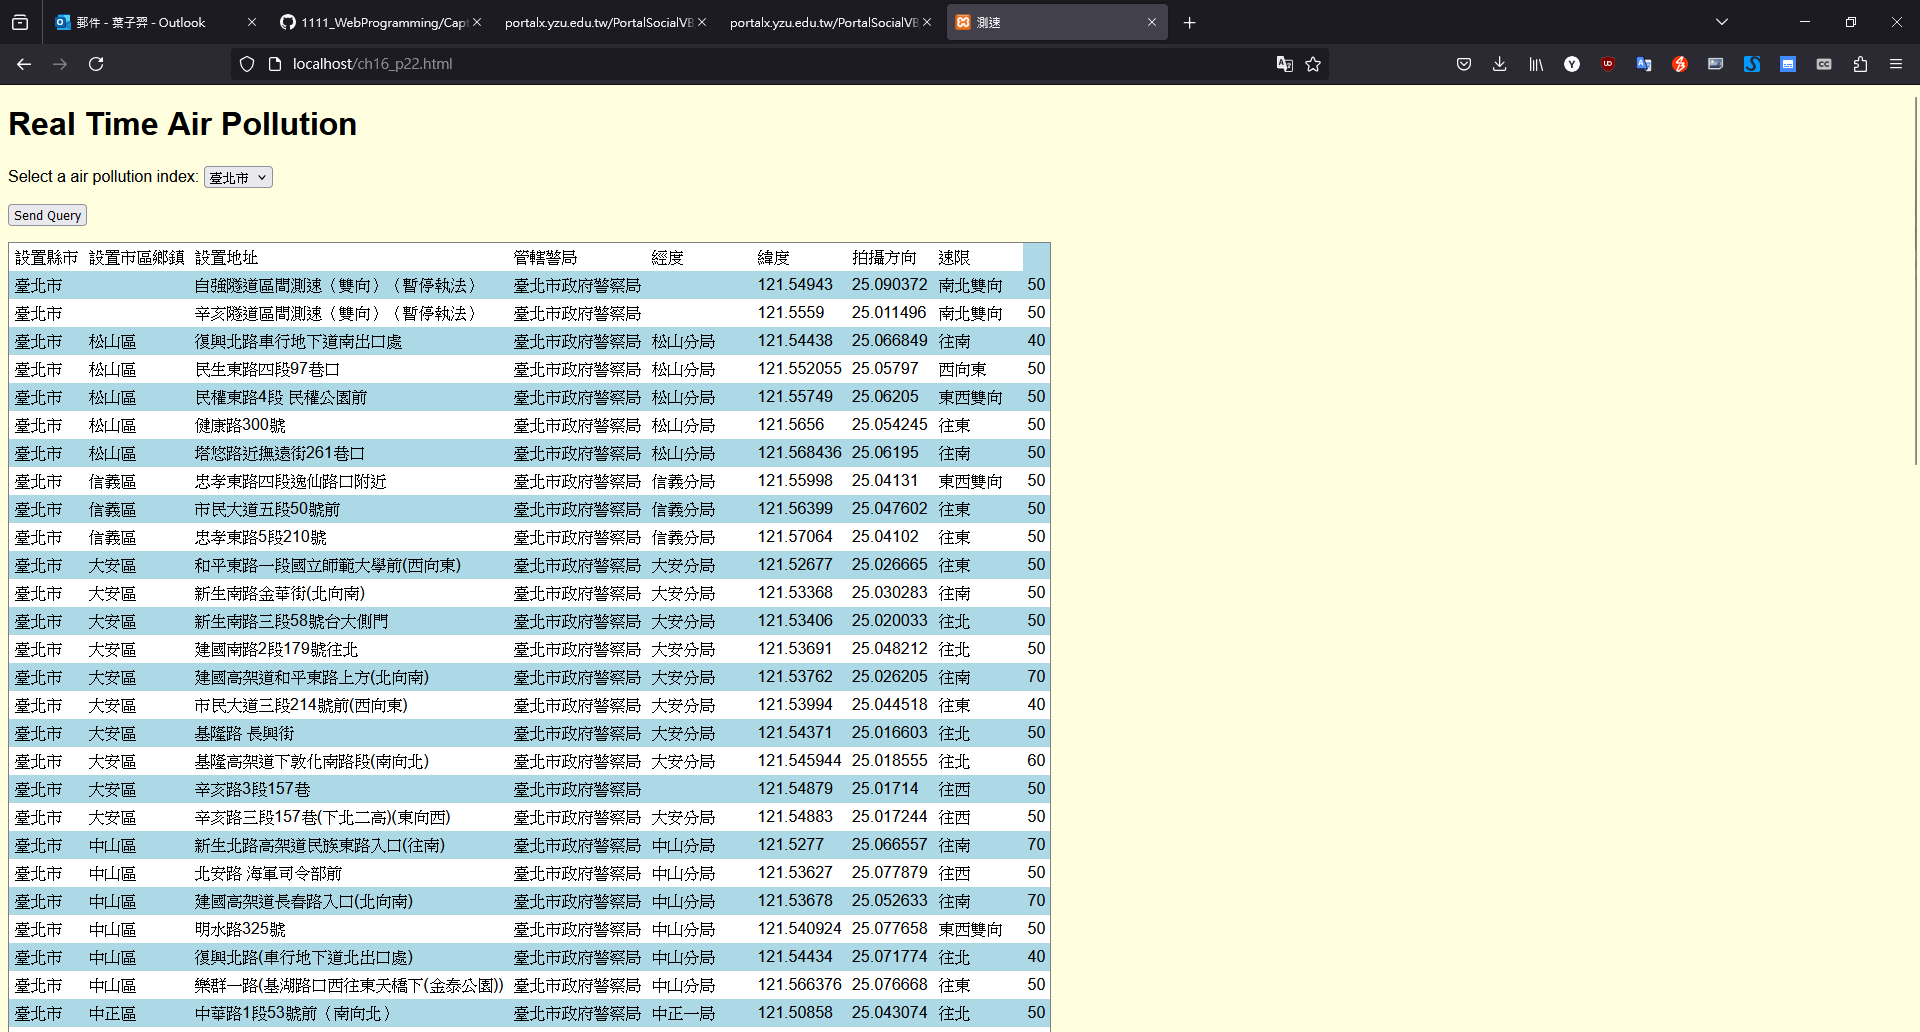 郵件 - 葉子羿 - Outlook
1111_WebProgramming/Capt
portalx.yzu.edu.tw/PortalSocialVB
portalx.yzu.edu.tw/PortalSocialVB
測速
localhost/ch16_p22.html
Real Time Air Pollution
Select a air pollution index: 臺北市
Send Query
設置縣市 設置市區鄉鎮 設置地址 管轄警局 經度 緯度 拍攝方向 速限
臺北市 自強隧道區間測速（雙向）（暫停執法） 臺北市政府警察局 121.54943 25.090372 南北雙向 50
臺北市 辛亥隧道區間測速（雙向）（暫停執法） 臺北市政府警察局 121.5559 25.011496 南北雙向 50
臺北市 松山區 復興北路車行地下道南出口處 臺北市政府警察局 松山分局 121.54438 25.066849 往南 40
臺北市 松山區 民生東路四段97巷口 臺北市政府警察局 松山分局 121.552055 25.05797 西向東 50
臺北市 松山區 民權東路4段 民權公園前 臺北市政府警察局 松山分局 121.55749 25.06205 東西雙向 50
臺北市 松山區 健康路300號 臺北市政府警察局 松山分局 121.5656 25.054245 往東 50
臺北市 松山區 塔悠路近撫遠街261巷口 臺北市政府警察局 松山分局 121.568436 25.06195 往南 50
臺北市 信義區 忠孝東路四段逸仙路口附近 臺北市政府警察局 信義分局 121.55998 25.04131 東西雙向 50
臺北市 信義區 市民大道五段50號前 臺北市政府警察局 信義分局 121.56399 25.047602 往東 50
臺北市 信義區 忠孝東路5段210號 臺北市政府警察局 信義分局 121.57064 25.04102 往東 50
臺北市 大安區 和平東路一段國立師範大學前(西向東) 臺北市政府警察局 大安分局 121.52677 25.026665 往東 50
臺北市 大安區 新生南路金華街(北向南) 臺北市政府警察局 大安分局 121.53368 25.030283 往南 50
臺北市 大安區 新生南路三段58號台大側門 臺北市政府警察局 大安分局 121.53406 25.020033 往北 50
臺北市 大安區 建國南路2段179號往北 臺北市政府警察局 大安分局 121.53691 25.048212 往北 50
臺北市 大安區 建國高架道和平東路上方(北向南) 臺北市政府警察局 大安分局 121.53762 25.026205 往南 70
臺北市 大安區 市民大道三段214號前(西向東) 臺北市政府警察局 大安分局 121.53994 25.044518 往東 40
臺北市 大安區 基隆路 長興街 臺北市政府警察局 大安分局 121.54371 25.016603 往北 50
臺北市 大安區 基隆高架道下敦化南路段(南向北) 臺北市政府警察局 大安分局 121.545944 25.018555 往北 60
臺北市 大安區 辛亥路3段157巷 臺北市政府警察局 121.54879 25.01714 往西 50
臺北市 大安區 辛亥路三段157巷(下北二高)(東向西) 臺北市政府警察局 大安分局 121.54883 25.017244 往西 50
臺北市 中山區 新生北路高架道民族東路入口(往南) 臺北市政府警察局 中山分局 121.5277 25.066557 往南 70
臺北市 中山區 北安路 海軍司令部前 臺北市政府警察局 中山分局 121.53627 25.077879 往西 50
臺北市 中山區 建國高架道長春路入口(北向南) 臺北市政府警察局 中山分局 121.53678 25.052633 往南 70
臺北市 中山區 明水路325號 臺北市政府警察局 中山分局 121.540924 25.077658 東西雙向 50
臺北市 中山區 復興北路(車行地下道北出口處) 臺北市政府警察局 中山分局 121.54434 25.071774 往北 40
臺北市 中山區 樂群一路(基湖路口西往東天橋下(金泰公園)) 臺北市政府警察局 中山分局 121.566376 25.076668 往東 50
臺北市 中正區 中華路1段53號前（南向北） 臺北市政府警察局 中正一局 121.50858 25.043074 往北 50